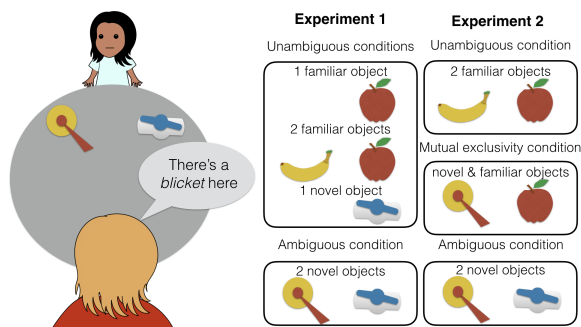 There's a
blicket here
Experiment 1
Unambiguous conditions
1 familiar object
2 familiar objects
1 novel object
Ambiguous condition
2 novel objects
Experiment 2
Unambiguous condition
2 familiar objects
Mutual exclusivity condition
novel & familiar objects
Ambiguous condition
2 novel objects